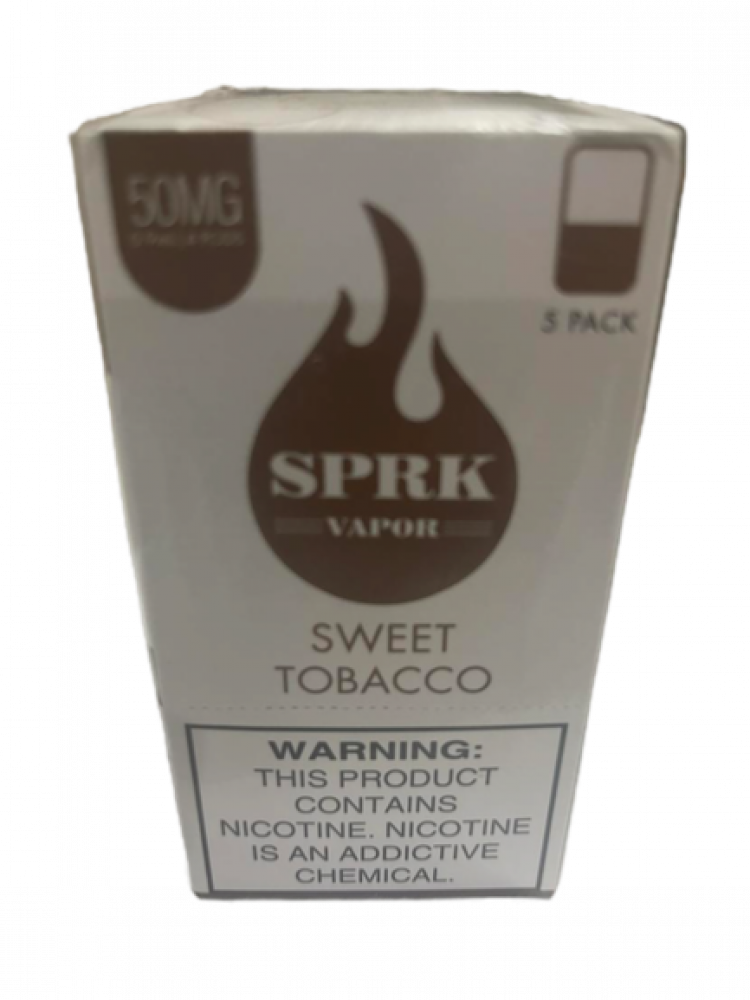 50MG
5 PACK
SPRK
VAPOR
SWEET
TOBACCO
WARNING:
THIS PRODUCT
CONTAINS
NICOTINE. NICOTINE
IS AN ADDICTIVE
CHEMICAL.